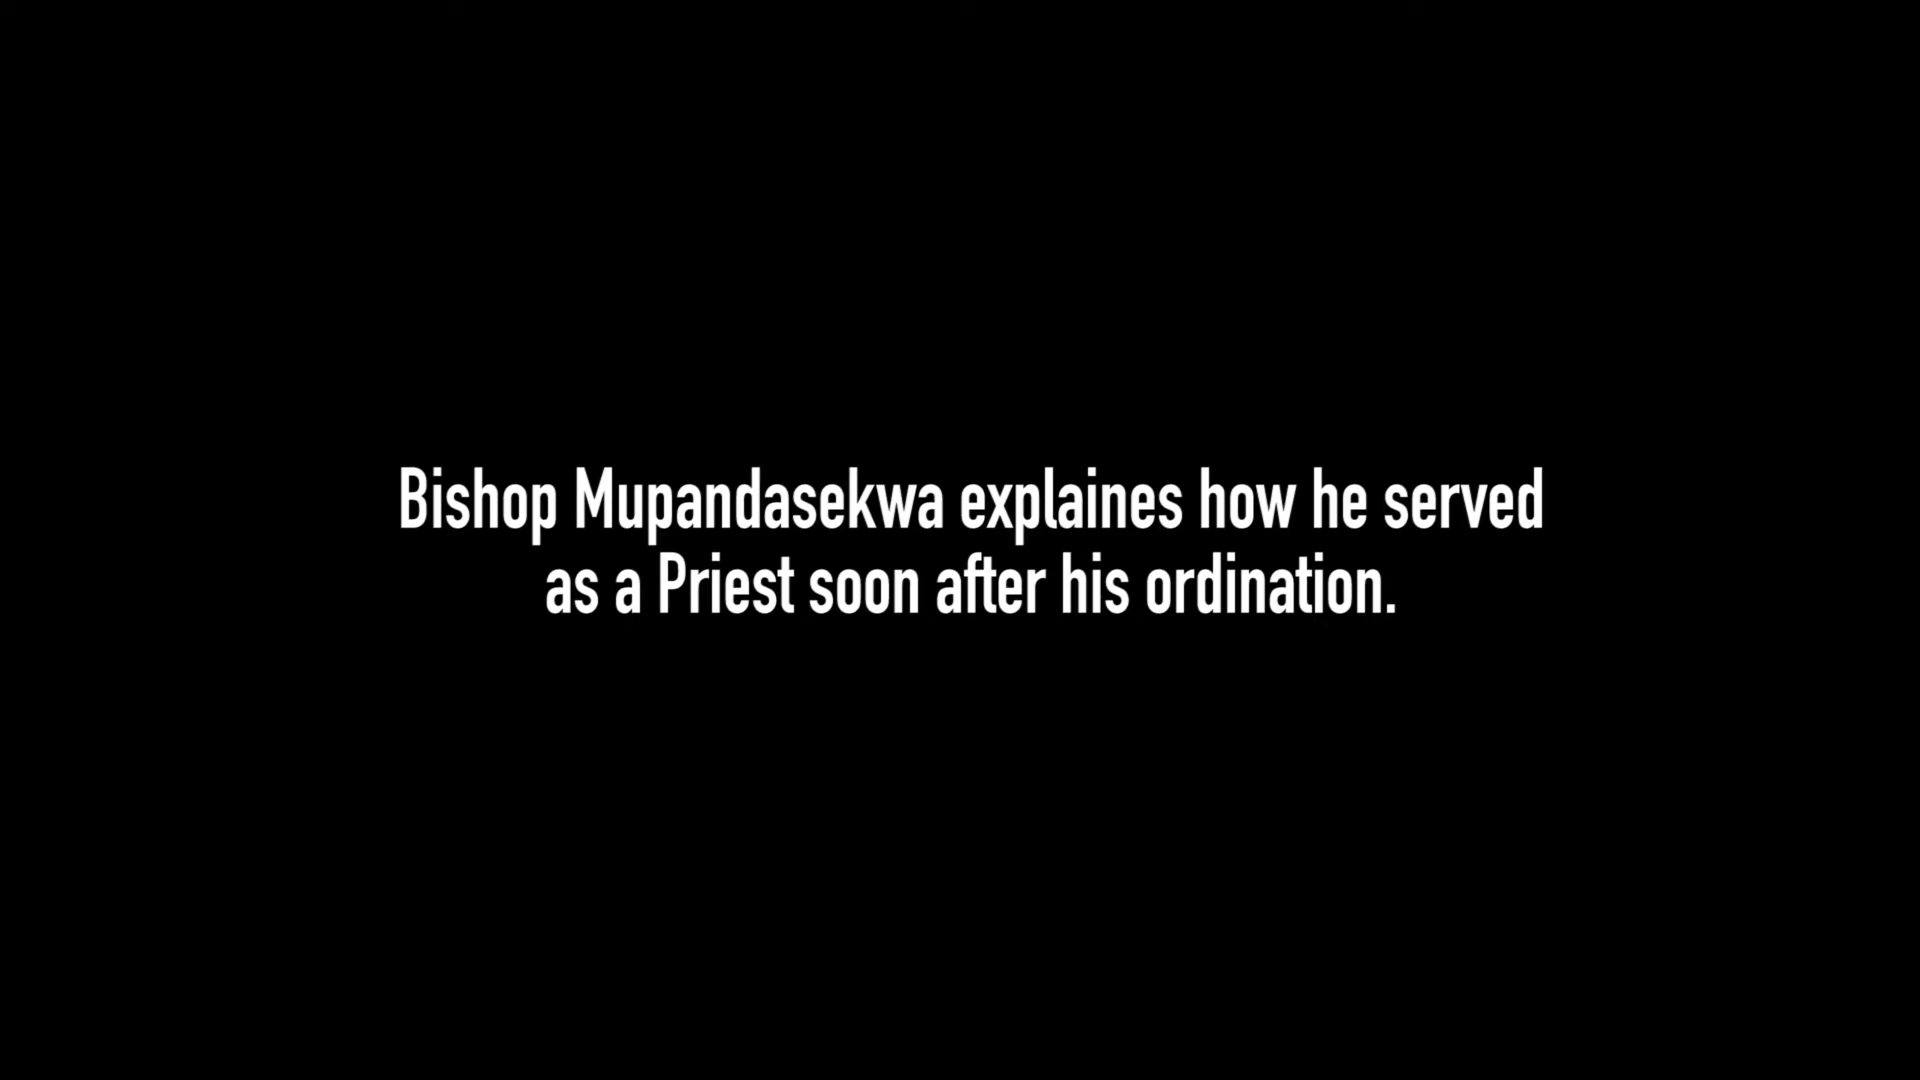 Bishop Mupandasekwa explaines how he served
as a Priest soon after his ordination.